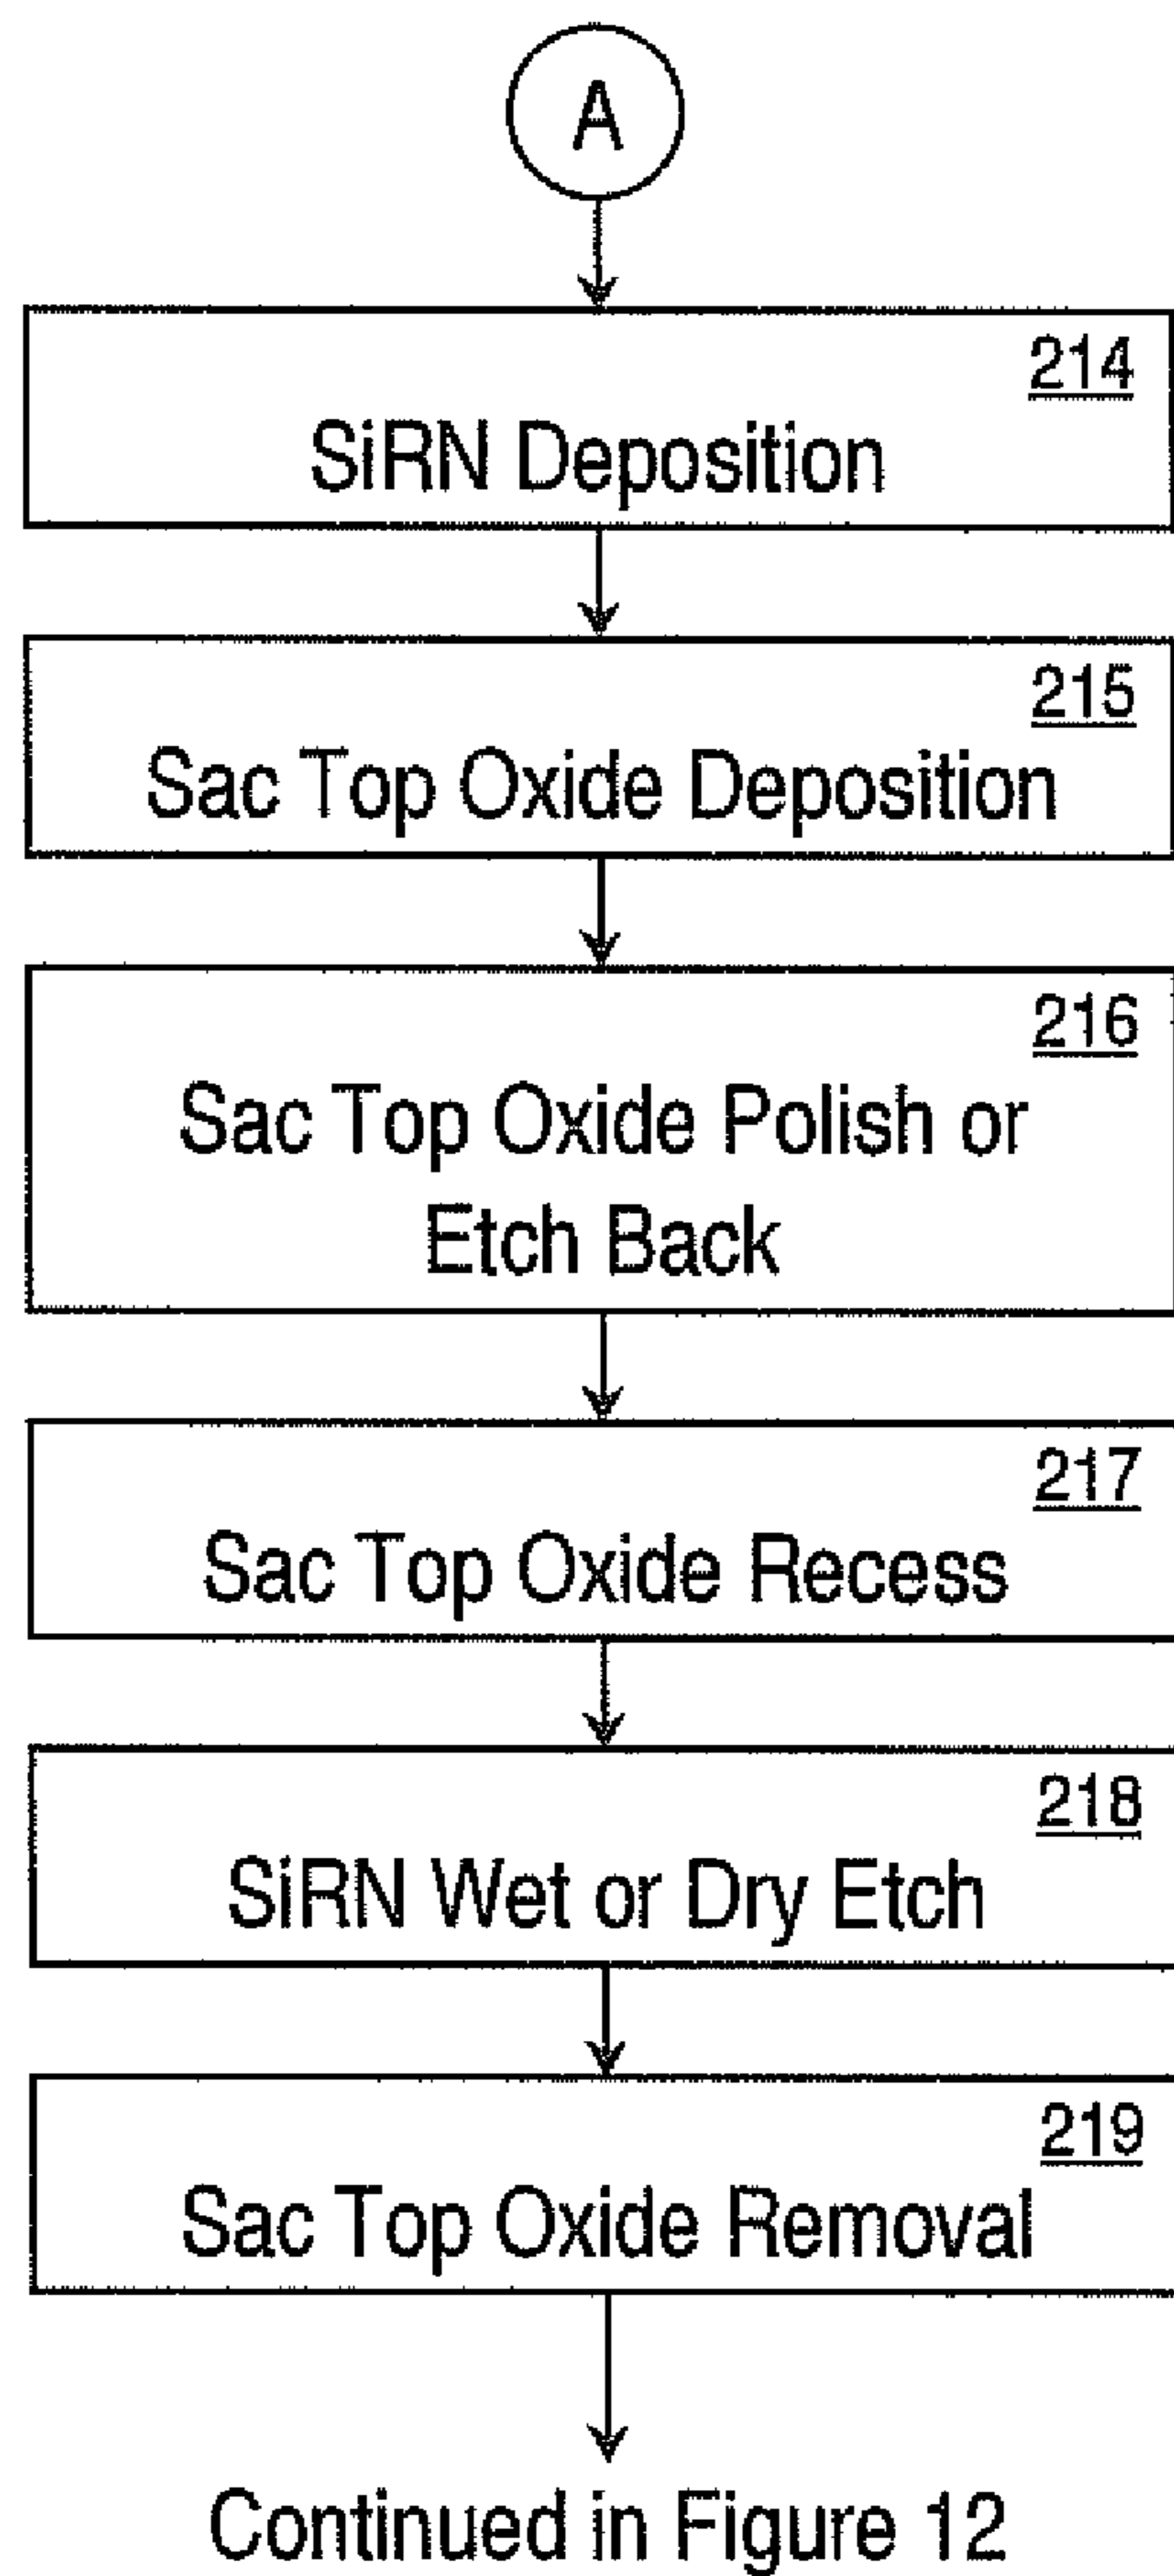 A
214
SiRN Deposition
215
Sac Top Oxide Deposition
216
Sac Top Oxide Polish or
Etch Back
217
Sac Top Oxide Recess
218
SiRN Wet or Dry Etch
219
Sac Top Oxide Removal
Continued in Figure 12